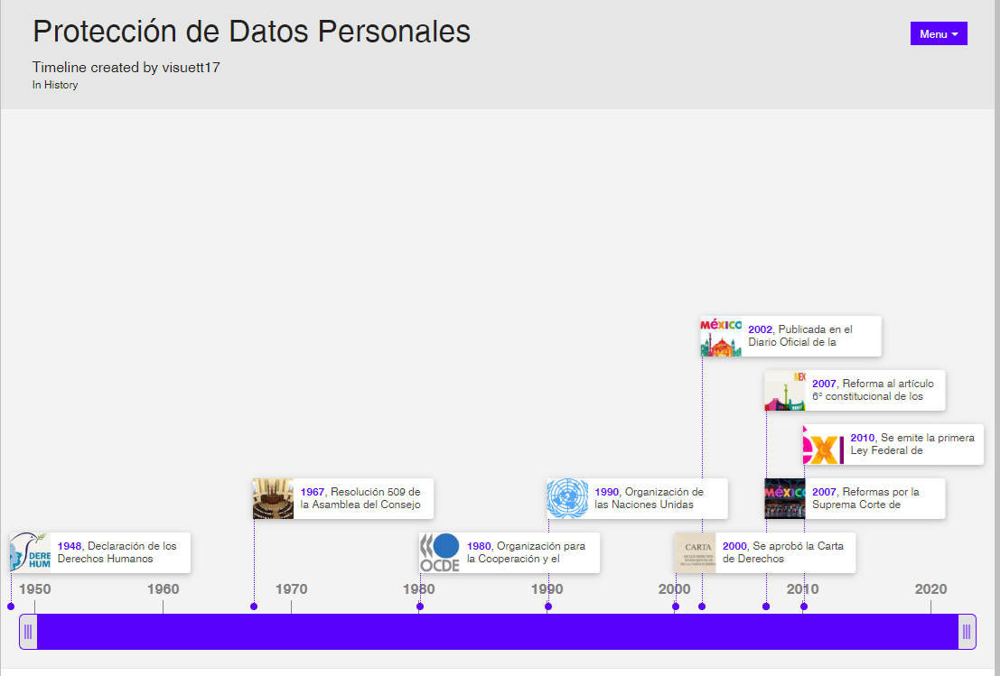 Protección de Datos Personales
Menu
Timeline created by visuett17
In History
MÉXICO
2002, Publicada en el
Diario Oficial de la
MEX
2007, Reforma al artículo
6° constitucional de los
2010, Se emite la primera
Ley Federal de
1967, Resolución 509 de
la Asamblea del Consejo
1990, Organización de
las Naciones Unidas
MÉXICO
2007, Reformas por la
Suprema Corte de
DERE
HUM
1948, Declaración de los
Derechos Humanos
OCDE
1980, Organización para
la Cooperación y el
CARTA
2000, Se aprobó la Carta
de Derechos
1950 1960 1970 1980 1990 2000 2010 2020